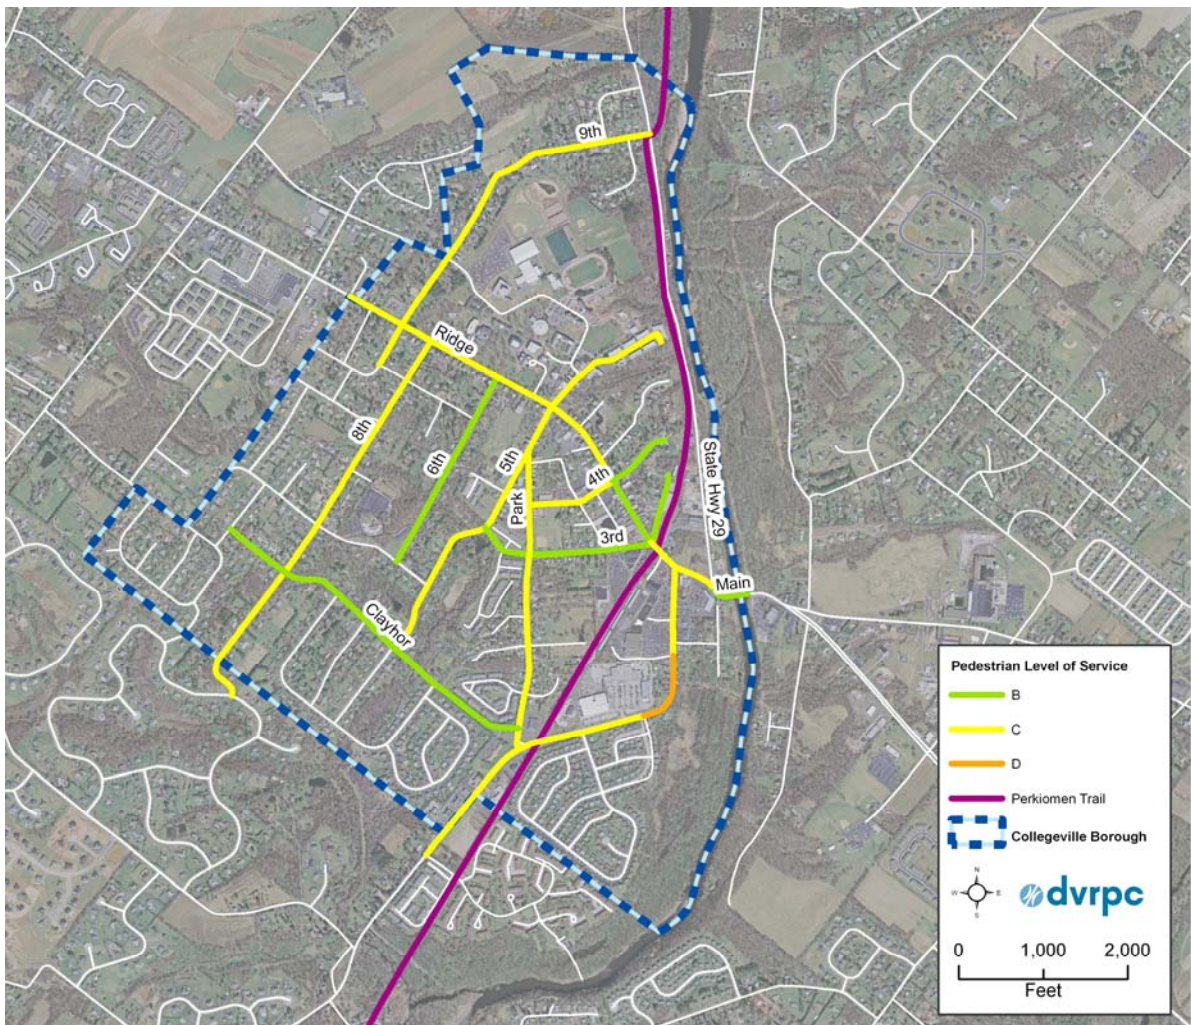 9th
Ridge
8th
6th
5th
4th
Park
State Hwy 29
3rd
Main
Clayhor
Pedestrian Level of Service
B
C
D
Perkiomen Trail
Collegeville Borough
N
W E
S
dvrpc
0 1,000 2,000
Feet